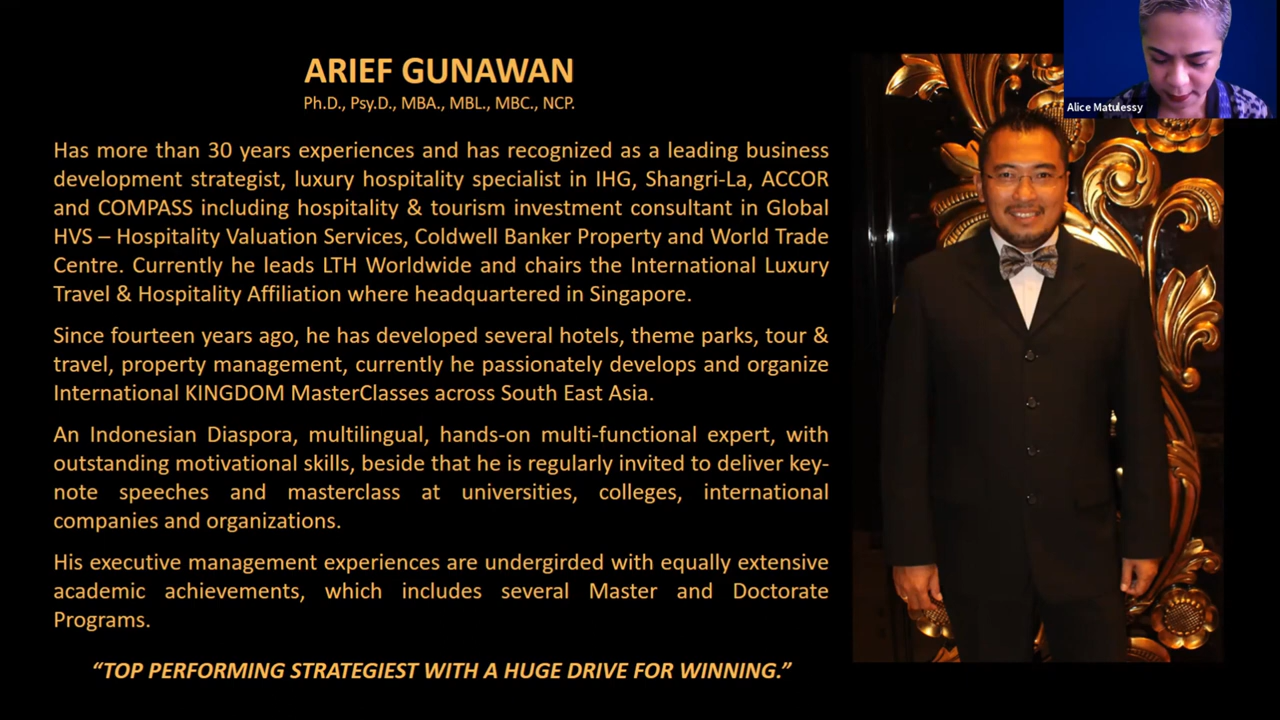 ARIEF GUNAWAN
Ph.D., Psy.D., MBA., MBL., MBC., NCP.
Has more than 30 years experiences and has recognized as a leading business
development strategist, luxury hospitality specialist in IHG, Shangri-La, ACCOR
and COMPASS including hospitality & tourism investment consultant in Global
HVS – Hospitality Valuation Services, Coldwell Banker Property and World Trade
Centre. Currently he leads LTH Worldwide and chairs the International Luxury
Travel & Hospitality Affiliation where headquartered in Singapore.
Since fourteen years ago, he has developed several hotels, theme parks, tour &
travel, property management, currently he passionately develops and organize
International KINGDOM MasterClasses across South East Asia.
An Indonesian Diaspora, multilingual, hands-on multi-functional expert, with
outstanding motivational skills, beside that he is regularly invited to deliver key-
note speeches and masterclass at universities, colleges, international
companies and organizations.
His executive management experiences are undergirded with equally extensive
academic achievements, which includes several Master and Doctorate
Programs.
“TOP PERFORMING STRATEGIEST WITH A HUGE DRIVE FOR WINNING.”
Alice Matulessy